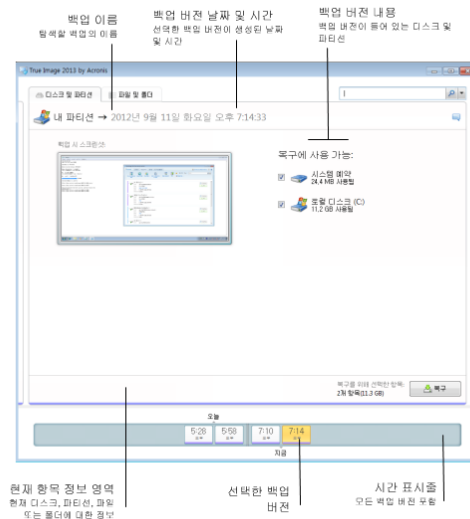 백업 이름
탐색할 백업의 이름
백업 버전 날짜 및 시간
선택한 백업 버전이 생성된 날짜
및 시간
백업 버전 내용
백업 버전이 들어 있는 디스크 및
파티션
True Image 2013 by Acronis
디스크 및 파티션
파일 및 폴더
내 파티션 → 2012년 9월 11일 화요일 오후 7:14:33
백업 시 스크린샷:
복구에 사용 가능:
시스템 예약
24.4 MB 사용됨
로컬 디스크 (C:)
11.2 GB 사용됨
복구를 위해 선택한 항목:
2개 항목(11.3 GB)
복구
오늘
5:28
오후
5:58
오후
7:10
오후
7:14
오후
지금
현재 항목 정보 영역
현재 디스크, 파티션, 파일
또는 폴더에 대한 정보
선택한 백업
버전
시간 표시줄
모든 백업 버전 포함